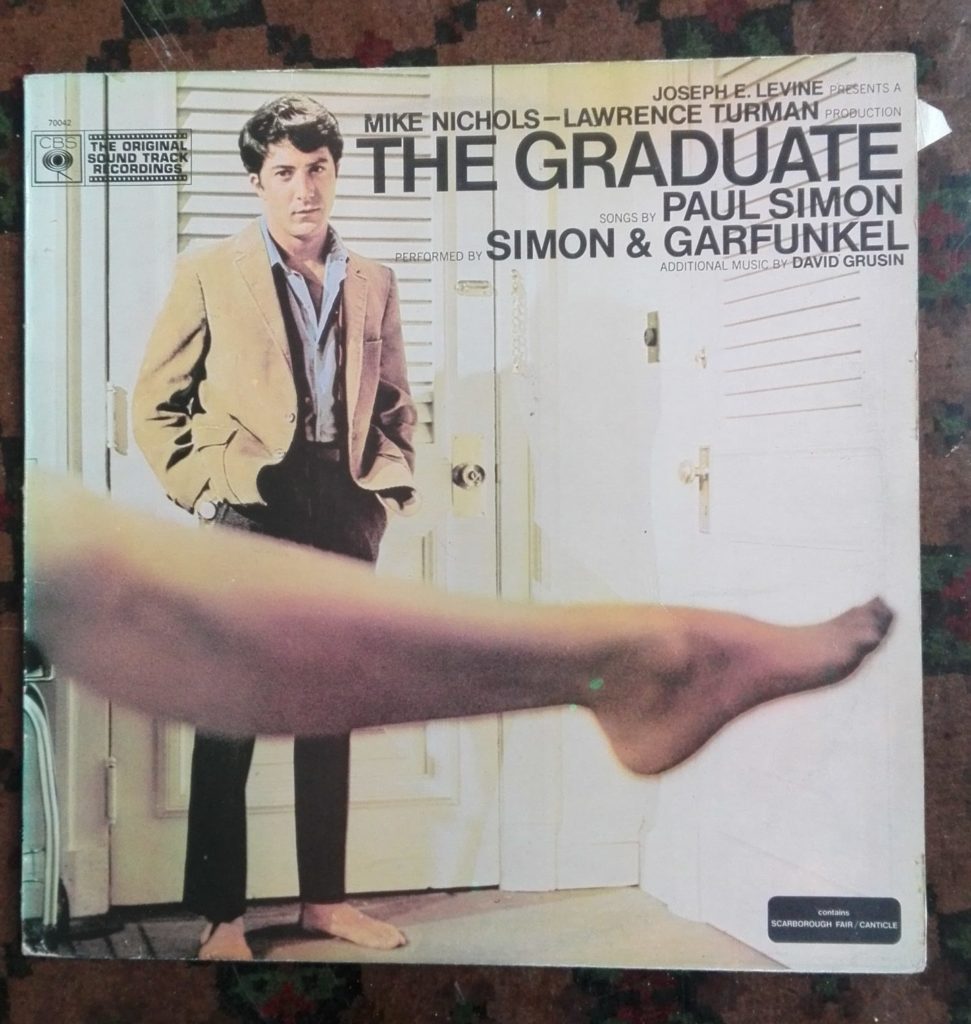 JOSEPH E. LEVINE PRESENTS A
MIKE NICHOLS–LAWRENCE TURMAN PRODUCTION
THE GRADUATE
SONGS BY PAUL SIMON
PERFORMED BY SIMON & GARFUNKEL
ADDITIONAL MUSIC BY DAVID GRUSIN
70042
CBS
THE ORIGINAL
SOUND TRACK
RECORDINGS
contains
SCARBOROUGH FAIR/CANTICLE